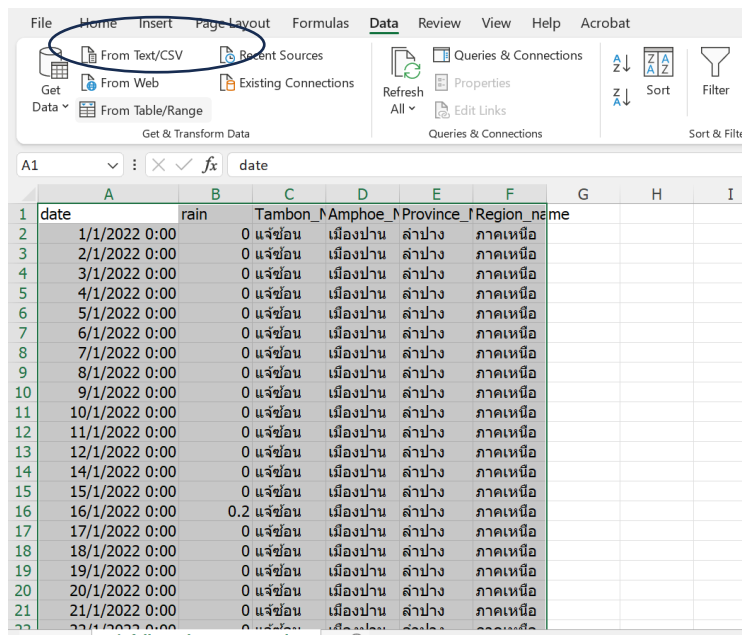 File Home Insert Page Layout Formulas Data Review View Help Acrobat
From Text/CSV Recent Sources Queries & Connections
Get Data From Web Existing Connections Refresh All Properties Sort Filter
From Table/Range Edit Links
Get & Transform Data Queries & Connections Sort & Filte
A1 fx date
A B C D E F G H I
1 date rain Tambon_N Amphoe_N Province_N Region_name
2 1/1/2022 0:00 0 แจ้ซ้อน เมืองปาน ลำปาง ภาคเหนือ
3 2/1/2022 0:00 0 แจ้ซ้อน เมืองปาน ลำปาง ภาคเหนือ
4 3/1/2022 0:00 0 แจ้ซ้อน เมืองปาน ลำปาง ภาคเหนือ
5 4/1/2022 0:00 0 แจ้ซ้อน เมืองปาน ลำปาง ภาคเหนือ
6 5/1/2022 0:00 0 แจ้ซ้อน เมืองปาน ลำปาง ภาคเหนือ
7 6/1/2022 0:00 0 แจ้ซ้อน เมืองปาน ลำปาง ภาคเหนือ
8 7/1/2022 0:00 0 แจ้ซ้อน เมืองปาน ลำปาง ภาคเหนือ
9 8/1/2022 0:00 0 แจ้ซ้อน เมืองปาน ลำปาง ภาคเหนือ
10 9/1/2022 0:00 0 แจ้ซ้อน เมืองปาน ลำปาง ภาคเหนือ
11 10/1/2022 0:00 0 แจ้ซ้อน เมืองปาน ลำปาง ภาคเหนือ
12 11/1/2022 0:00 0 แจ้ซ้อน เมืองปาน ลำปาง ภาคเหนือ
13 12/1/2022 0:00 0 แจ้ซ้อน เมืองปาน ลำปาง ภาคเหนือ
14 14/1/2022 0:00 0 แจ้ซ้อน เมืองปาน ลำปาง ภาคเหนือ
15 15/1/2022 0:00 0 แจ้ซ้อน เมืองปาน ลำปาง ภาคเหนือ
16 16/1/2022 0:00 0.2 แจ้ซ้อน เมืองปาน ลำปาง ภาคเหนือ
17 17/1/2022 0:00 0 แจ้ซ้อน เมืองปาน ลำปาง ภาคเหนือ
18 18/1/2022 0:00 0 แจ้ซ้อน เมืองปาน ลำปาง ภาคเหนือ
19 19/1/2022 0:00 0 แจ้ซ้อน เมืองปาน ลำปาง ภาคเหนือ
20 20/1/2022 0:00 0 แจ้ซ้อน เมืองปาน ลำปาง ภาคเหนือ
21 21/1/2022 0:00 0 แจ้ซ้อน เมืองปาน ลำปาง ภาคเหนือ